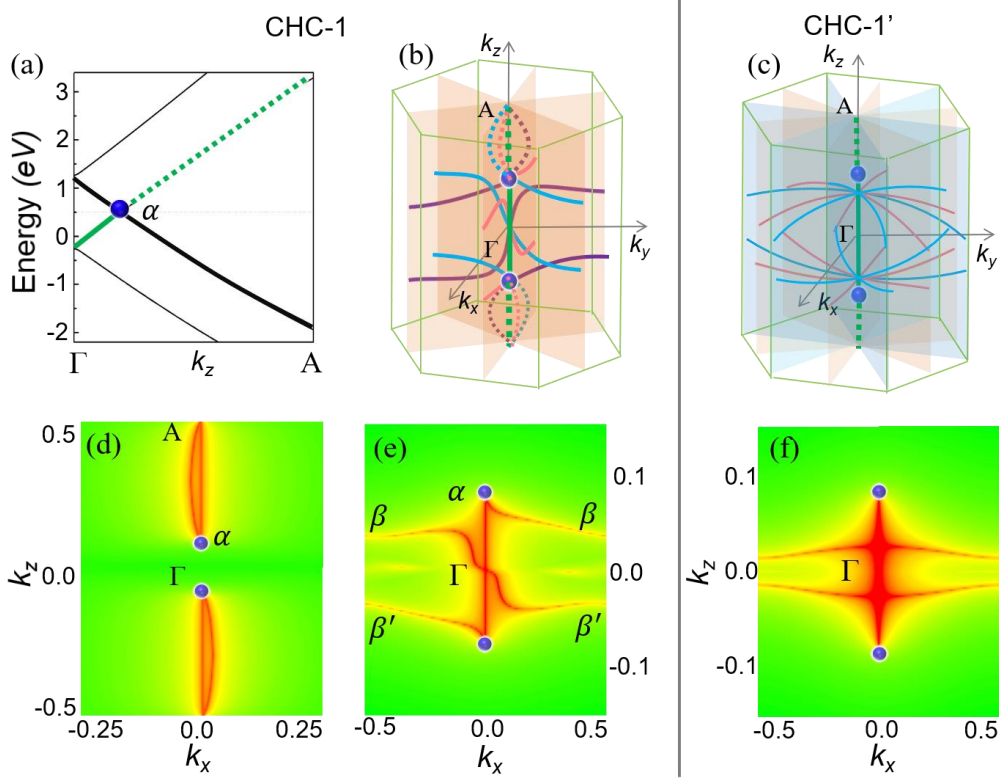 CHC-1
CHC-1’
(a)
3
2
1
0
-1
-2
Energy (eV)
α
Γ
k_z
A
(b)
k_z
A
Γ
k_y
k_x
(c)
k_z
A
Γ
k_y
k_x
(d)
A
0.5
α
Γ
k_z
0.0
-0.5
-0.25
0.0
0.25
k_x
(e)
0.1
α
β
β
Γ
0.0
β′
β′
-0.1
-0.5
0.0
0.5
k_x
(f)
0.1
k_z
0.0
Γ
-0.1
-0.5
0.0
0.5
k_x